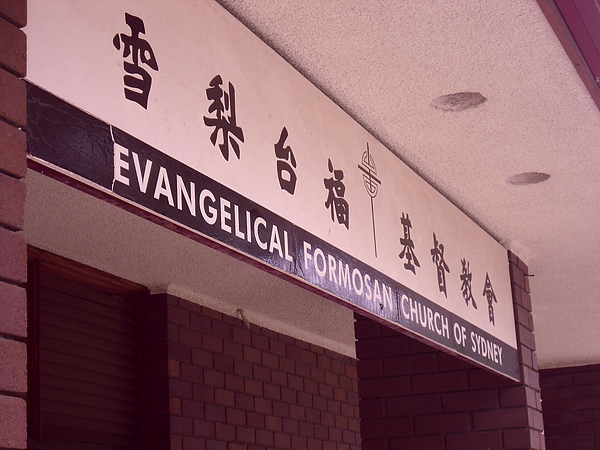 雪梨台福基督教會
EVANGELICAL FORMOSAN CHURCH OF SYDNEY